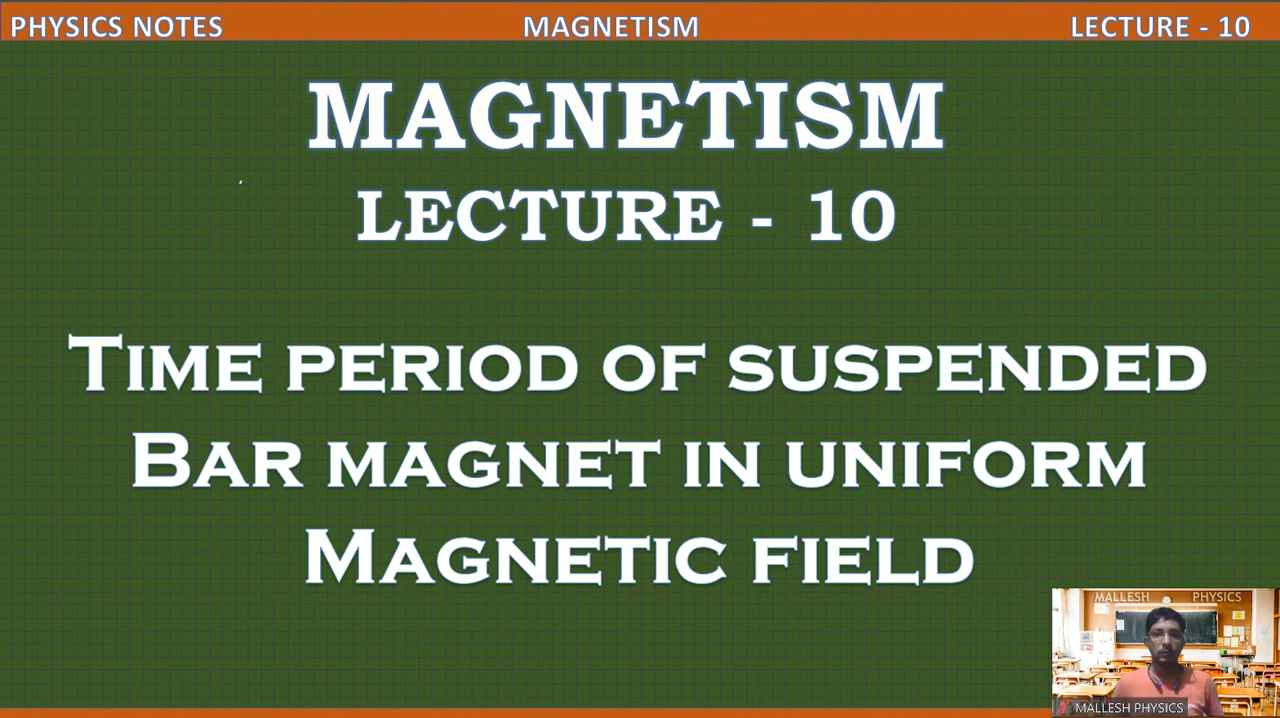 PHYSICS NOTES MAGNETISM LECTURE - 10
MAGNETISM
LECTURE - 10
TIME PERIOD OF SUSPENDED
BAR MAGNET IN UNIFORM
MAGNETIC FIELD
MALLESH PHYSICS
MALLESH PHYSICS